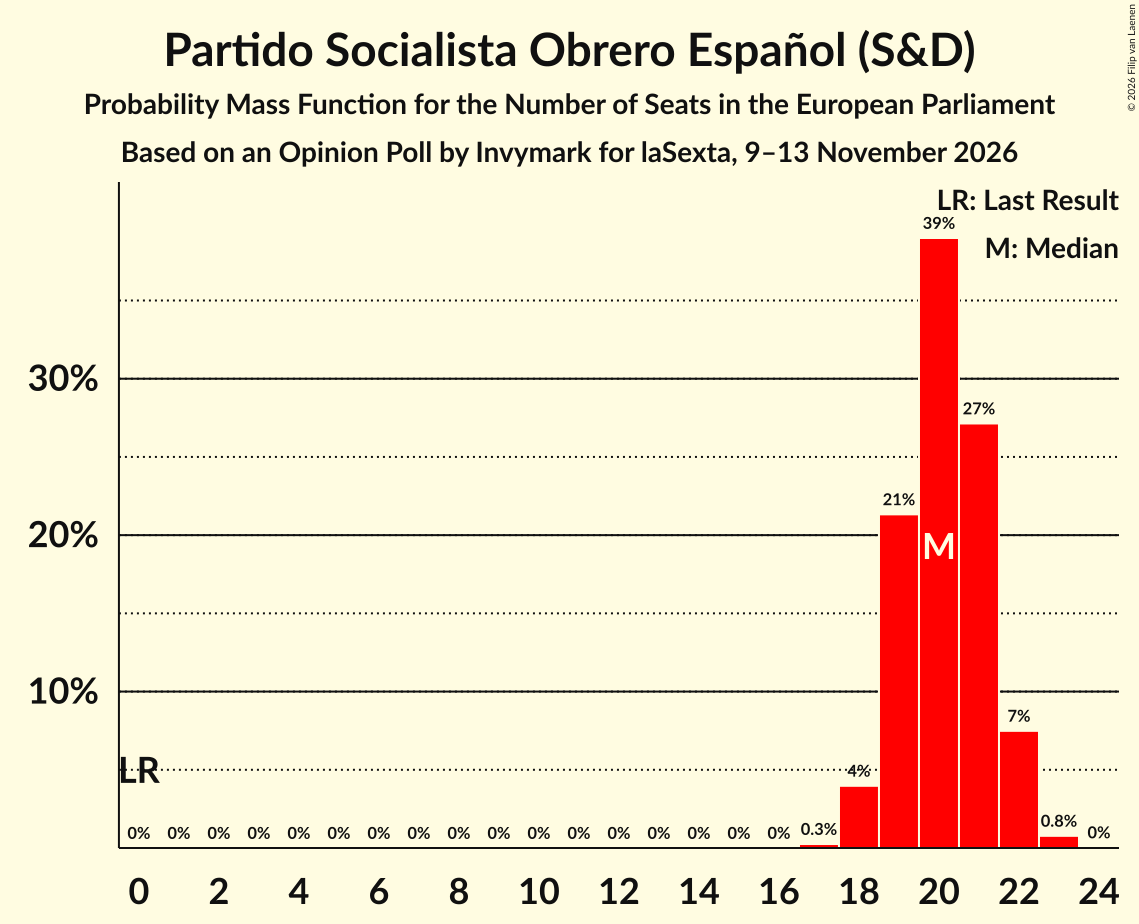 Partido Socialista Obrero Español (S&D)
Probability Mass Function for the Number of Seats in the European Parliament
Based on an Opinion Poll by Invymark for laSexta, 9–13 November 2026
© 2026 Filip van Laenen
LR: Last Result
M: Median
39%
30%
27%
21%
20%
M
10%
7%
LR
4%
0% 0% 0% 0% 0% 0% 0% 0% 0% 0% 0% 0% 0% 0% 0% 0% 0% 0.3% 0.8% 0%
0 2 4 6 8 10 12 14 16 18 20 22 24